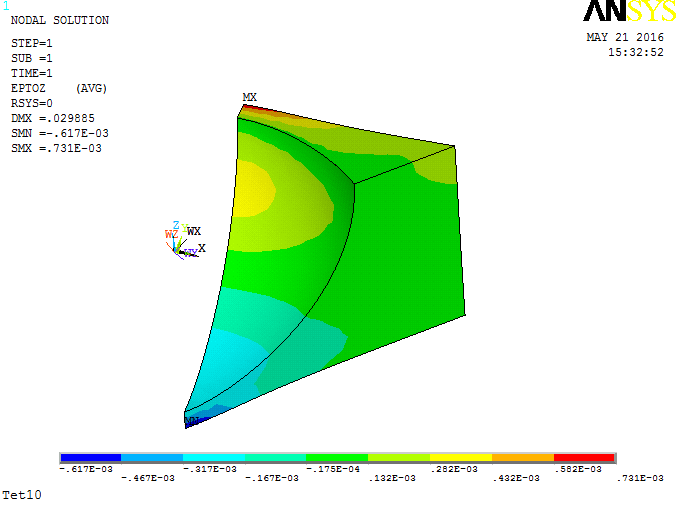 1
NODAL SOLUTION
STEP=1
SUB =1
TIME=1
EPTOZ (AVG)
RSYS=0
DMX =.029885
SMN =-.617E-03
SMX =.731E-03
ANSYS
MAY 21 2016
15:32:52
MX
Z Y
WZ WX
X
WY
-.617E-03 -.317E-03 -.175E-04 .282E-03 .582E-03
-.467E-03 -.167E-03 .132E-03 .432E-03 .731E-03
Tet10